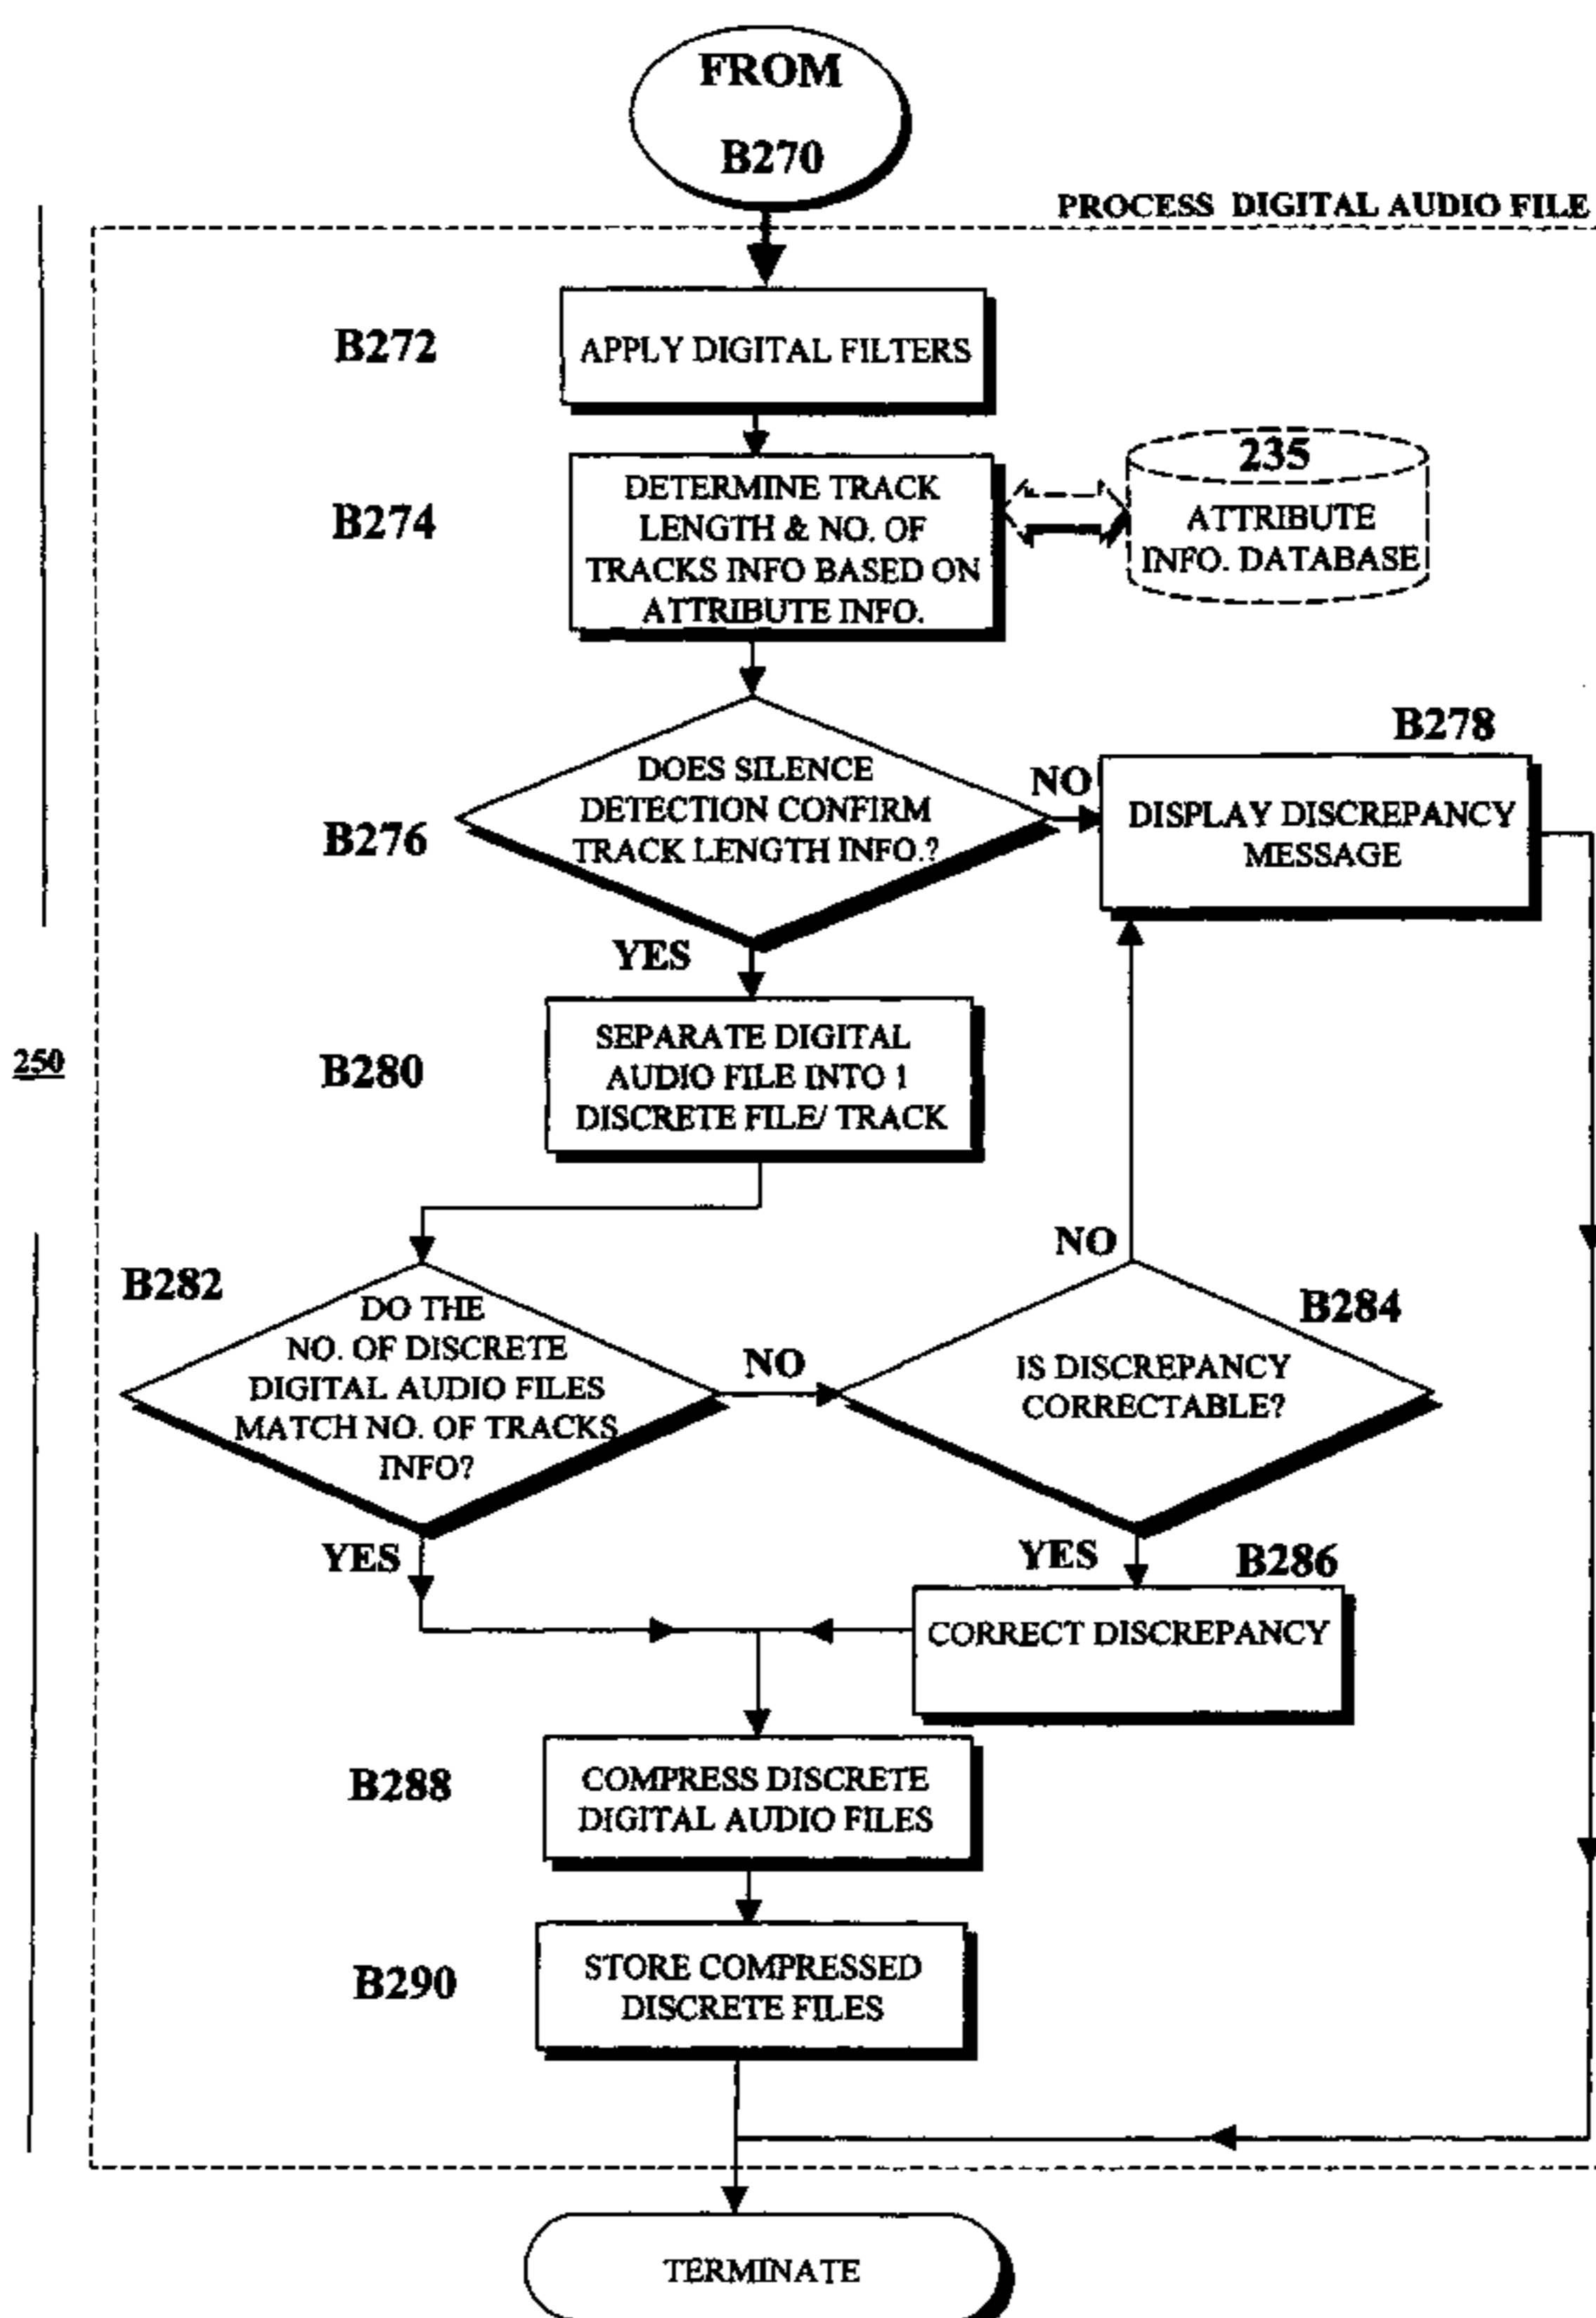 FROM
B270
PROCESS DIGITAL AUDIO FILE
B272
APPLY DIGITAL FILTERS
B274
DETERMINE TRACK
LENGTH & NO. OF
TRACKS INFO BASED ON
ATTRIBUTE INFO.
235
ATTRIBUTE
INFO. DATABASE
B276
DOES SILENCE
DETECTION CONFIRM
TRACK LENGTH INFO.?
NO
B278
DISPLAY DISCREPANCY
MESSAGE
YES
250
B280
SEPARATE DIGITAL
AUDIO FILE INTO 1
DISCRETE FILE/ TRACK
B282
DO THE
NO. OF DISCRETE
DIGITAL AUDIO FILES
MATCH NO. OF TRACKS
INFO?
NO
NO
B284
IS DISCREPANCY
CORRECTABLE?
YES
YES
B286
CORRECT DISCREPANCY
B288
COMPRESS DISCRETE
DIGITAL AUDIO FILES
B290
STORE COMPRESSED
DISCRETE FILES
TERMINATE